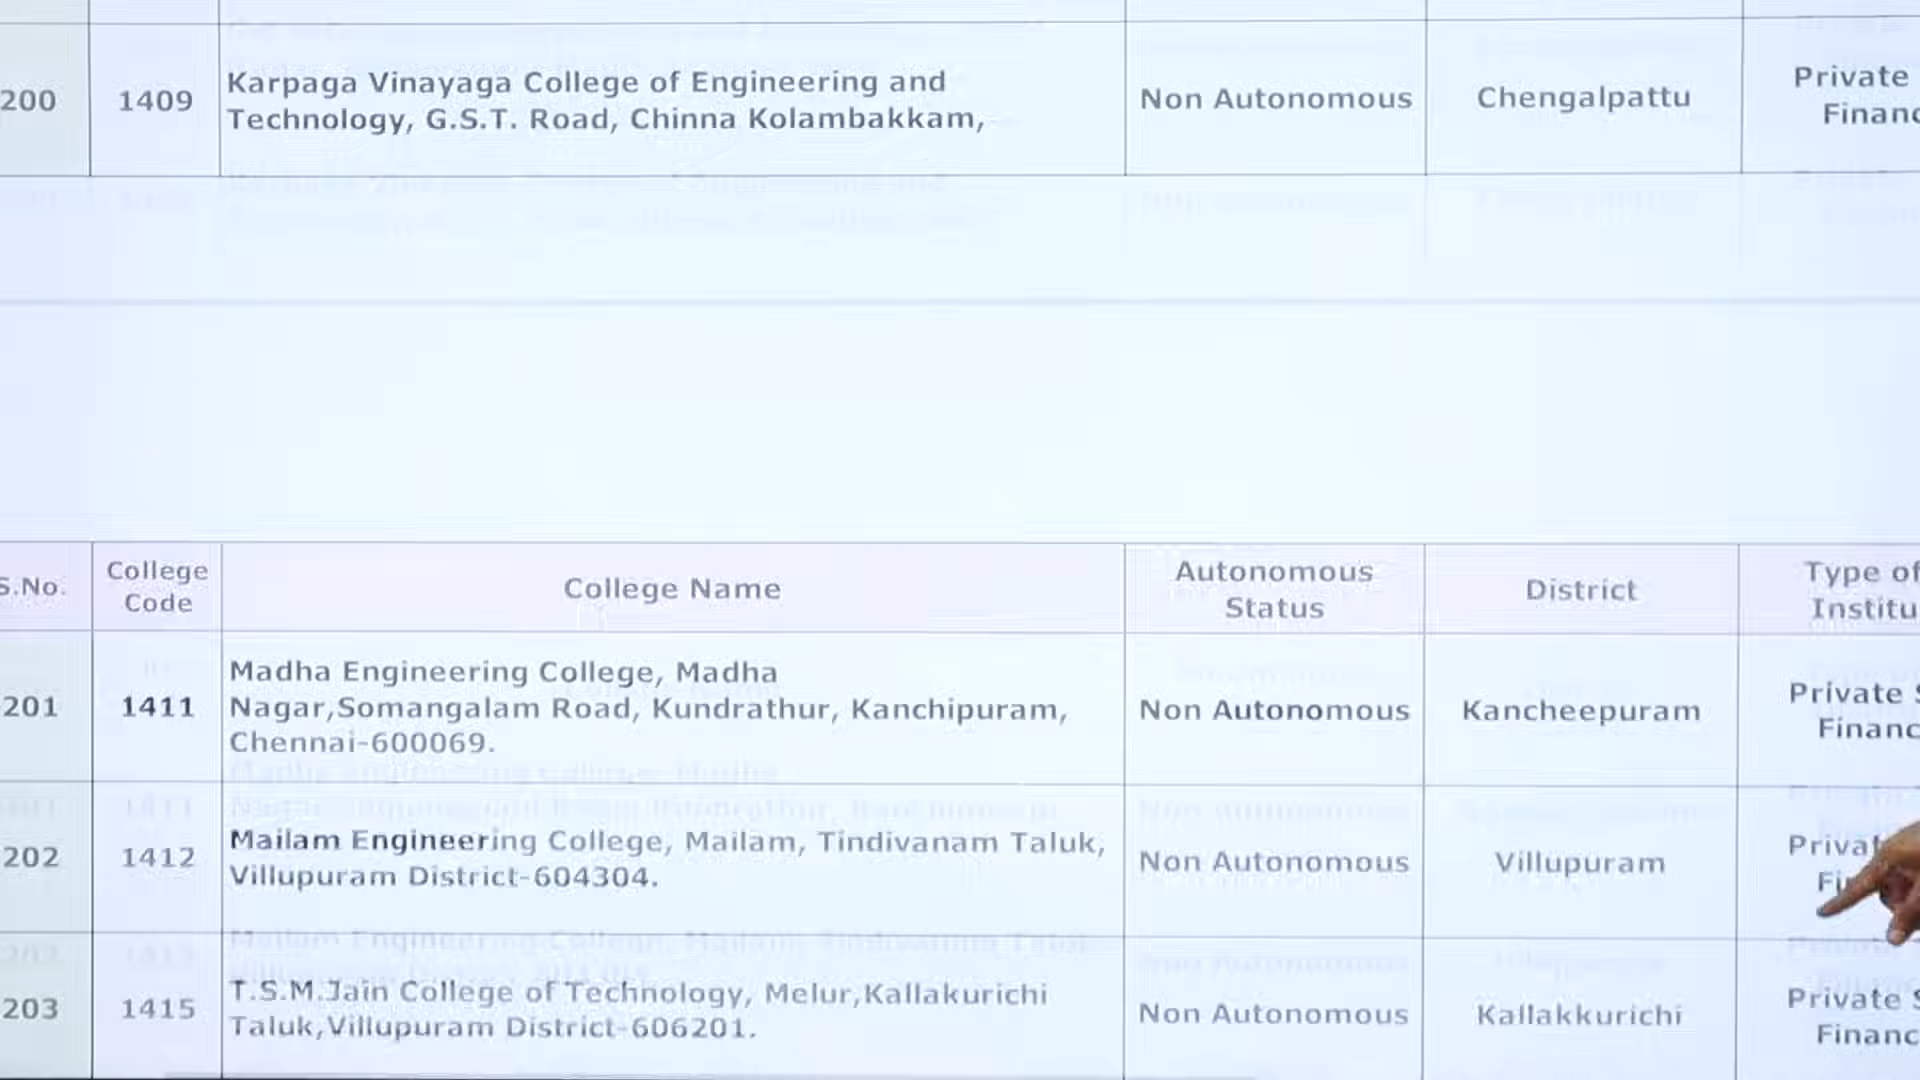 200 1409 Karpaga Vinayaga College of Engineering and
Technology, G.S.T. Road, Chinna Kolambakkam,
Non Autonomous Chengalpattu Private
S.No. College
Code
College Name
Autonomous
Status
District
Type of
201 1411 Madha Engineering College, Madha
Nagar,Somangalam Road, Kundrathur, Kanchipuram,
Chennai-600069.
Non Autonomous Kancheepuram Private
202 1412 Mailam Engineering College, Mailam, Tindivanam Taluk,
Villupuram District-604304.
Non Autonomous Villupuram
203 1415 T.S.M.Jain College of Technology, Melur,Kallakurichi
Taluk,Villupuram District-606201.
Non Autonomous Kallakkurichi Private